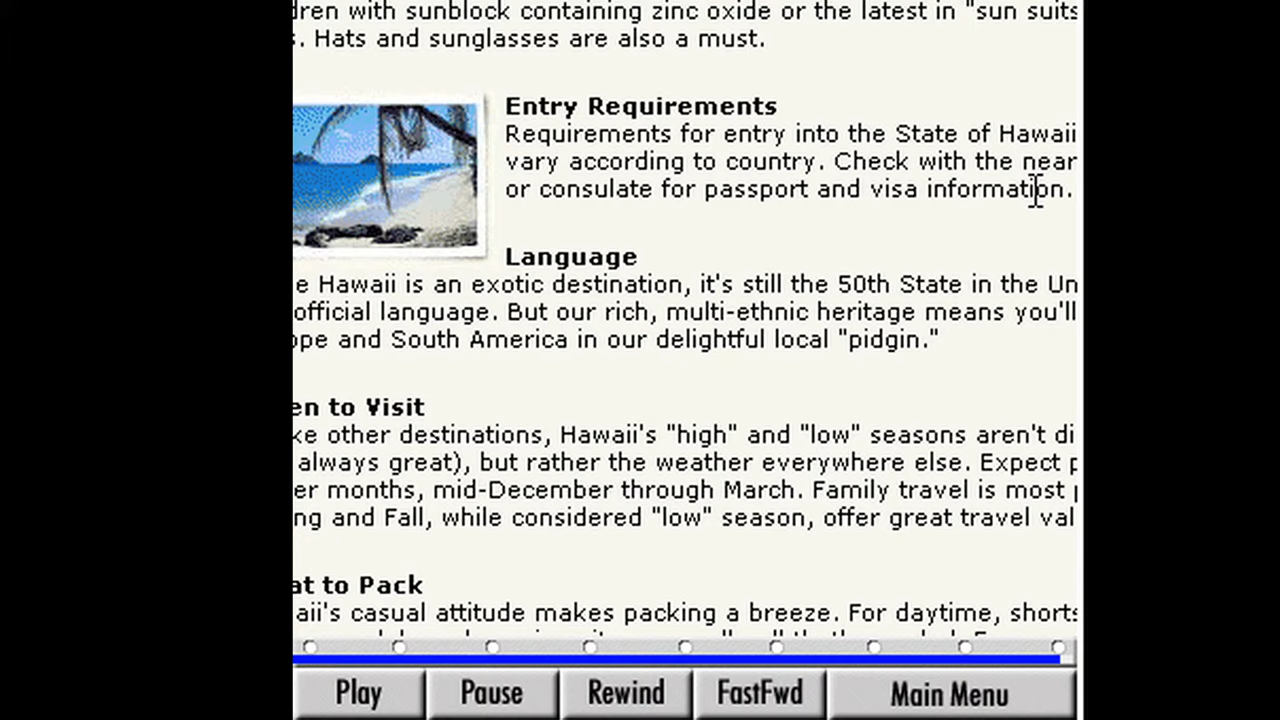 dren with sunblock containing zinc oxide or the latest in "sun suits
s. Hats and sunglasses are also a must.
Entry Requirements
Requirements for entry into the State of Hawaii
vary according to country. Check with the near
or consulate for passport and visa information.
Language
e Hawaii is an exotic destination, it's still the 50th State in the Un
official language. But our rich, multi-ethnic heritage means you'll
ope and South America in our delightful local "pidgin."
en to Visit
ke other destinations, Hawaii's "high" and "low" seasons aren't di
always great), but rather the weather everywhere else. Expect p
er months, mid-December through March. Family travel is most p
ng and Fall, while considered "low" season, offer great travel val
at to Pack
aii's casual attitude makes packing a breeze. For daytime, shorts
Play Pause Rewind FastFwd Main Menu